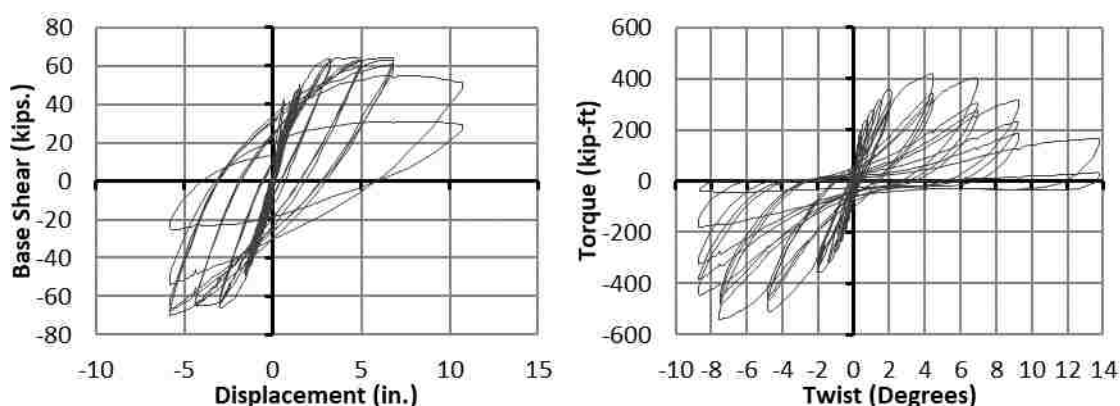 80
60
40
20
0
-20
-40
-60
-80
Base Shear (kips.)
-10 -5 0 5 10 15
Displacement (in.)
600
400
200
0
-200
-400
-600
Torque (kip-ft)
-10 -8 -6 -4 -2 0 2 4 6 8 10 12 14
Twist (Degrees)